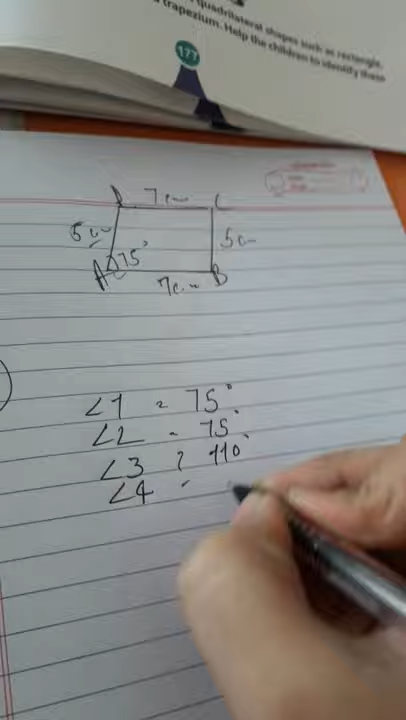 quadrilateral shapes such as rectangle,
trapezium. Help the children to identify these
177
D 7cm C
5cm 5cm
75°
A 7cm B
∠1 = 75°
∠2 = 75°
∠3 = 110°
∠4 =